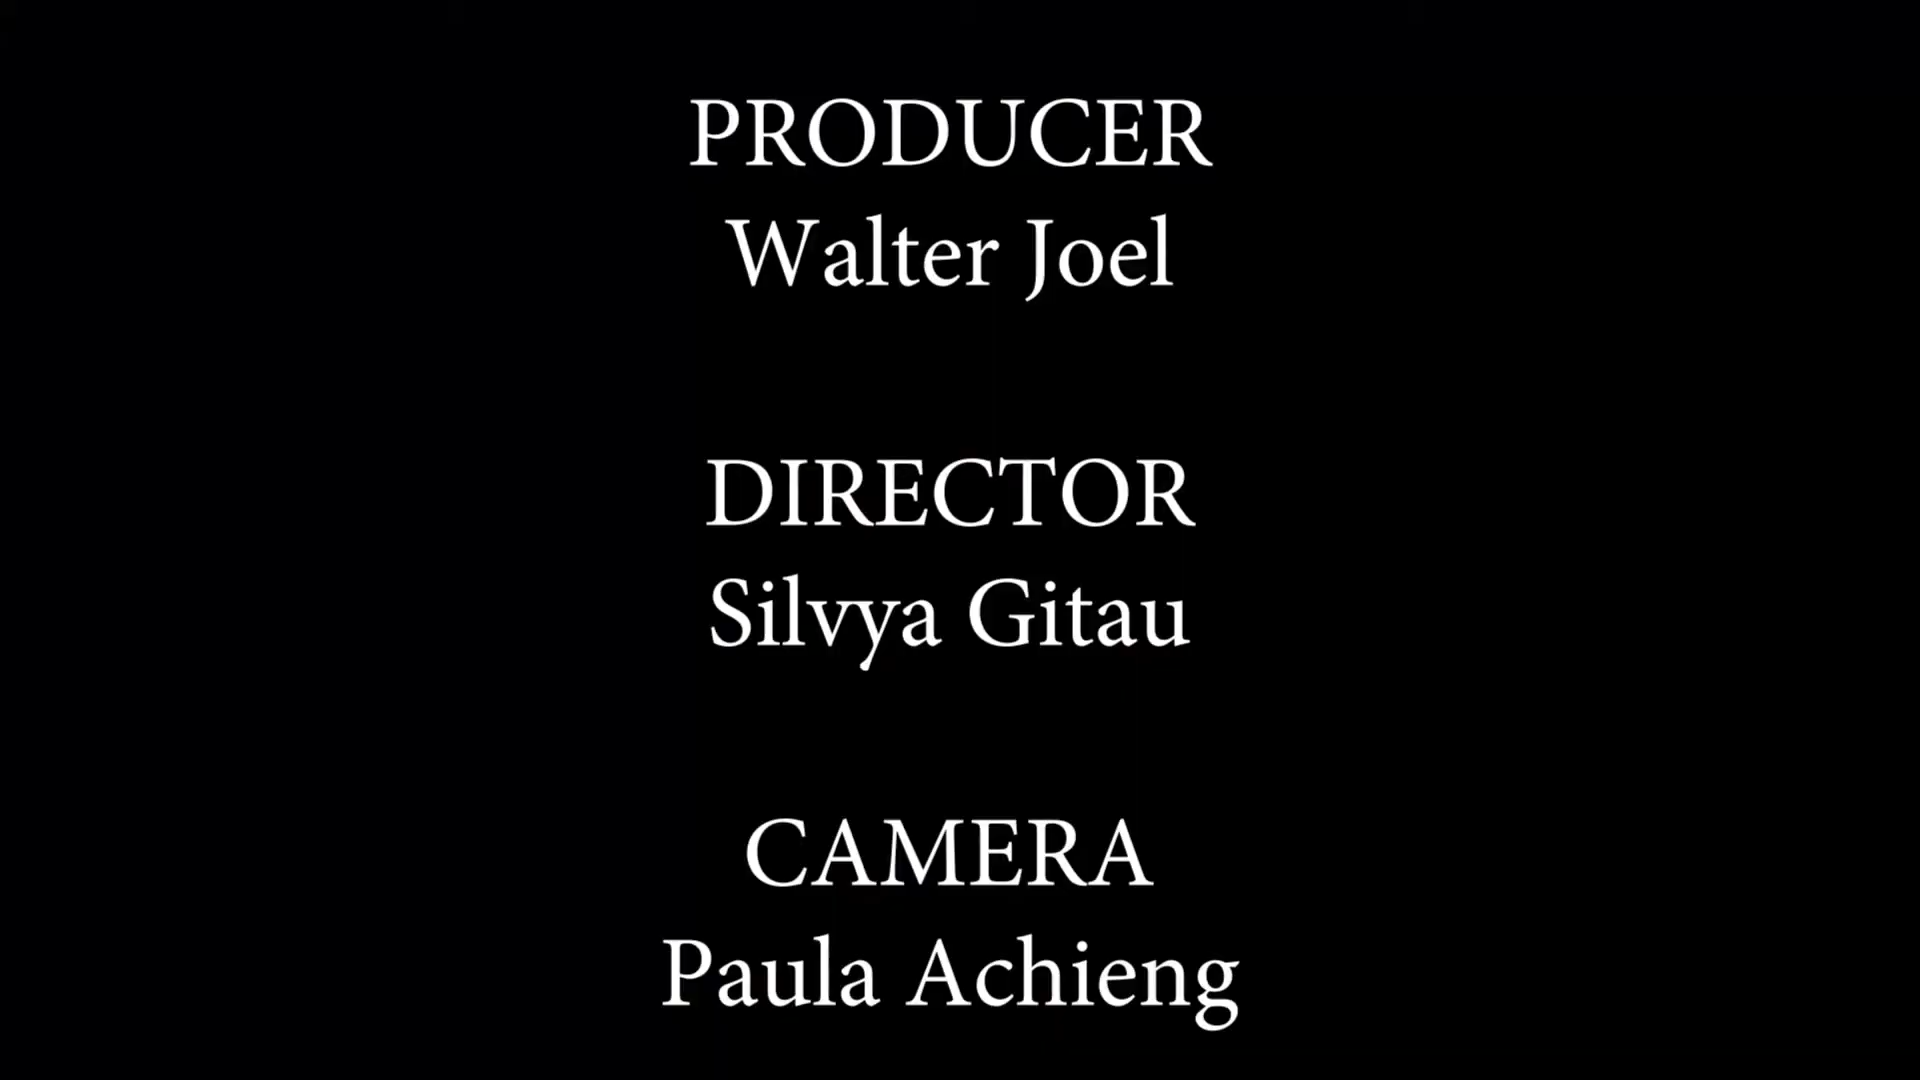 PRODUCER
Walter Joel
DIRECTOR
Silvya Gitau
CAMERA
Paula Achieng